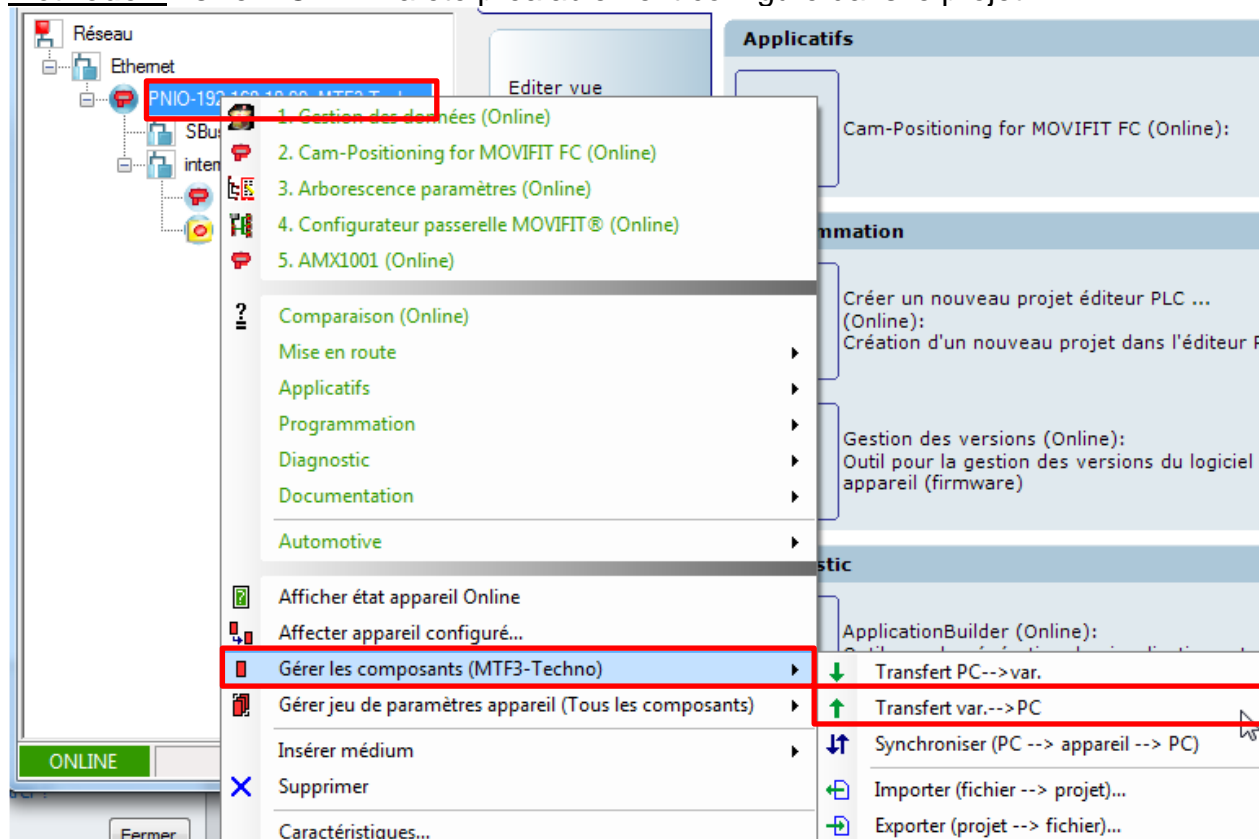 Réseau
Ethernet
PNIO-192.168.10.
SBus
Editer vue
1. Gestion des données (Online)
2. Cam-Positioning for MOVIFIT FC (Online)
3. Arborescence paramètres (Online)
4. Configurateur passerelle MOVIFIT® (Online)
5. AMX1001 (Online)
Comparaison (Online)
Mise en route
Applicatifs
Programmation
Diagnostic
Documentation
Automotive
Afficher état appareil Online
Affecter appareil configuré...
Gérer les composants (MTF3-Techno)
Gérer jeu de paramètres appareil (Tous les composants)
Insérer médium
Supprimer
Caractéristiques...
Transfert PC-->var.
Transfert var.-->PC
Synchroniser (PC --> appareil --> PC)
Importer (fichier --> projet)...
Exporter (projet --> fichier)...
Applicatifs
Cam-Positioning for MOVIFIT FC (Online):
mmation
Créer un nouveau projet éditeur PLC ...
(Online):
Création d'un nouveau projet dans l'éditeur
Gestion des versions (Online):
Outil pour la gestion des versions du logiciel
appareil (firmware)
stic
ApplicationBuilder (Online):
ONLINE
Fermer